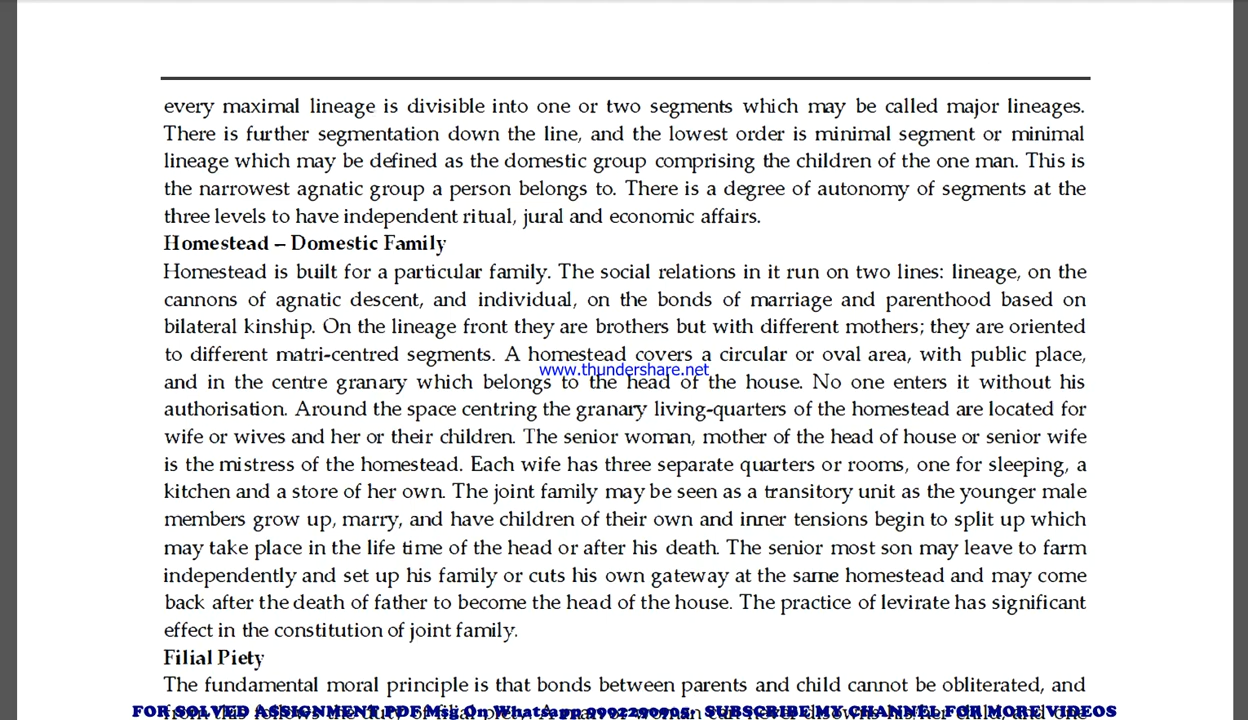 every maximal lineage is divisible into one or two segments which may be called major lineages.
There is further segmentation down the line, and the lowest order is minimal segment or minimal
lineage which may be defined as the domestic group comprising the children of the one man. This is
the narrowest agnatic group a person belongs to. There is a degree of autonomy of segments at the
three levels to have independent ritual, jural and economic affairs.
Homestead – Domestic Family
Homestead is built for a particular family. The social relations in it run on two lines: lineage, on the
cannons of agnatic descent, and individual, on the bonds of marriage and parenthood based on
bilateral kinship. On the lineage front they are brothers but with different mothers; they are oriented
to different matri-centred segments. A homestead covers a circular or oval area, with public place,
www.thundershare.net
and in the centre granary which belongs to the head of the house. No one enters it without his
authorisation. Around the space centring the granary living-quarters of the homestead are located for
wife or wives and her or their children. The senior woman, mother of the head of house or senior wife
is the mistress of the homestead. Each wife has three separate quarters or rooms, one for sleeping, a
kitchen and a store of her own. The joint family may be seen as a transitory unit as the younger male
members grow up, marry, and have children of their own and inner tensions begin to split up which
may take place in the life time of the head or after his death. The senior most son may leave to farm
independently and set up his family or cuts his own gateway at the same homestead and may come
back after the death of father to become the head of the house. The practice of levirate has significant
effect in the constitution of joint family.
Filial Piety
The fundamental moral principle is that bonds between parents and child cannot be obliterated, and
FOR SOLVED ASSIGNMENT PDF Msg On Whatsapp 9992290905- SUBSCRIBE MY CHANNEL FOR MORE VIDEOS